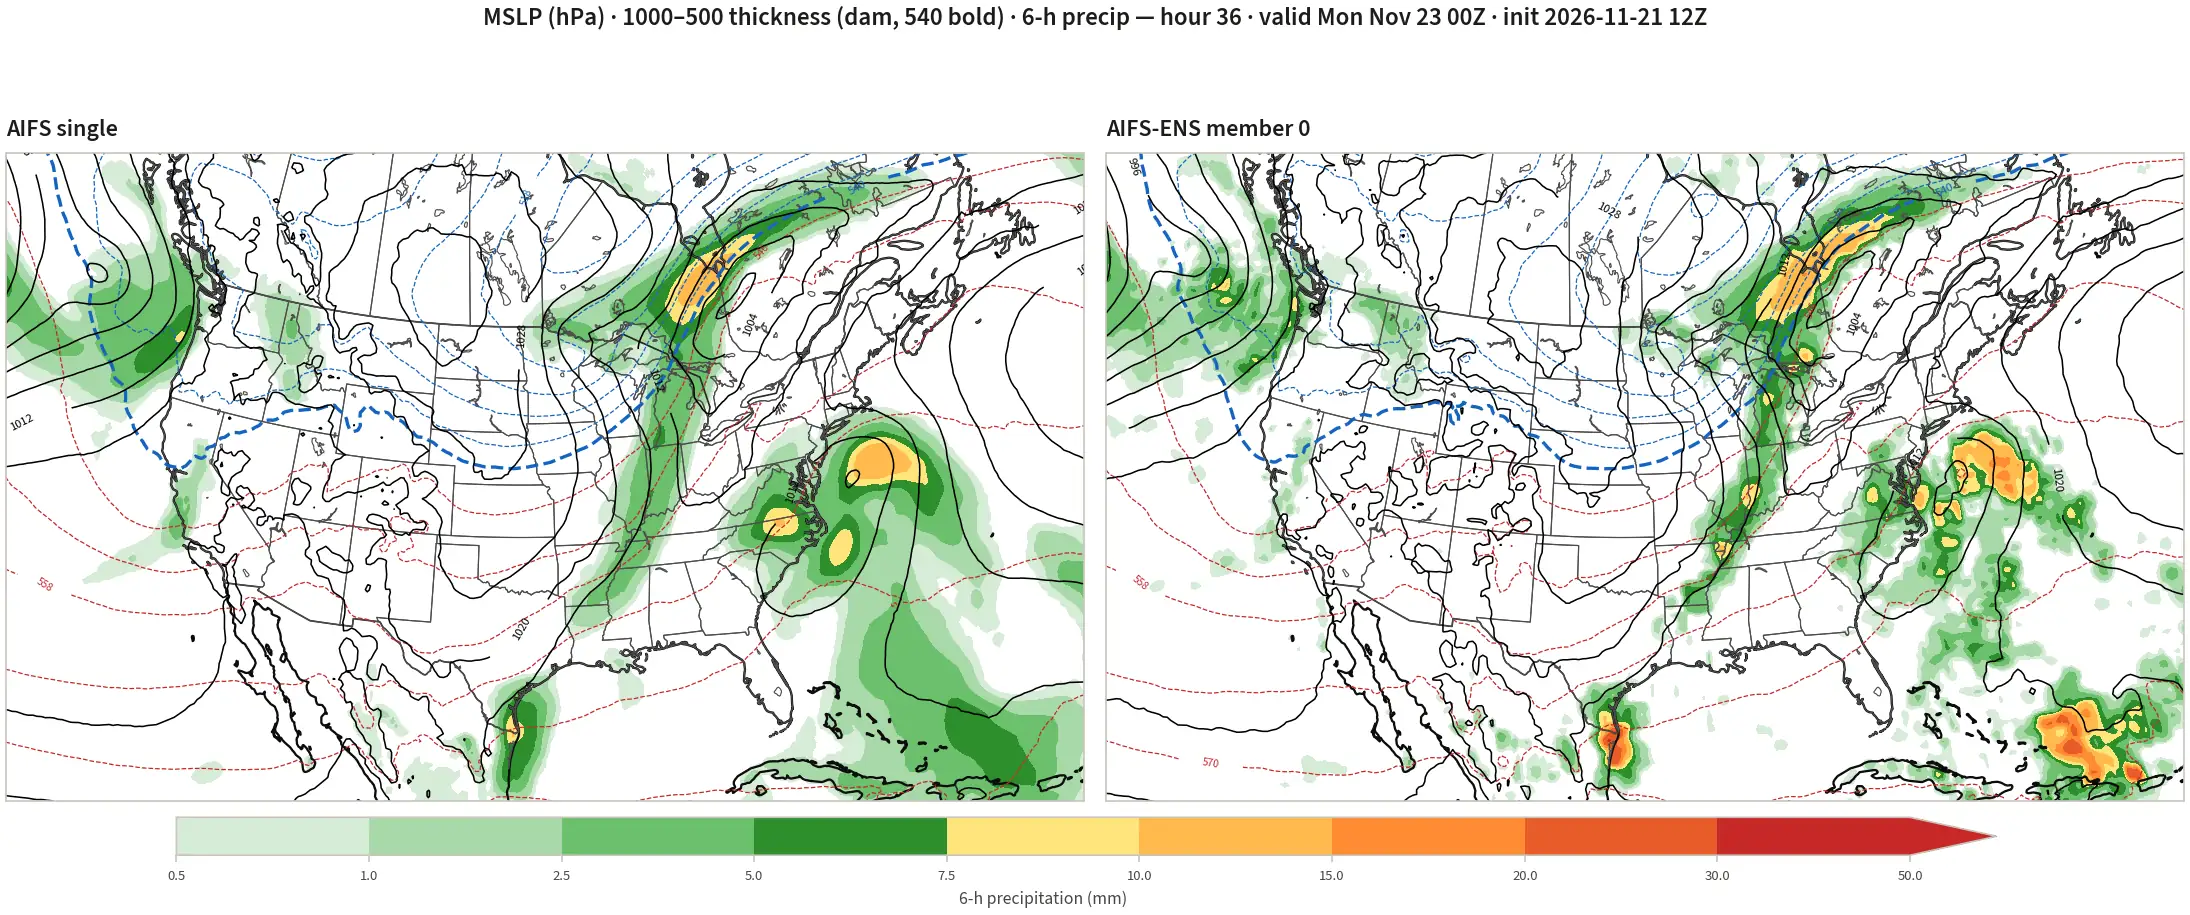 MSLP (hPa) · 1000–500 thickness (dam, 540 bold) · 6-h precip — hour 36 · valid Mon Nov 23 00Z · init 2026-11-21 12Z
AIFS single
AIFS-ENS member 0
996
1028
540
1012
1004
1028
1004
1012
1020
558
558
1020
570
0.5 1.0 2.5 5.0 7.5 10.0 15.0 20.0 30.0 50.0
6-h precipitation (mm)